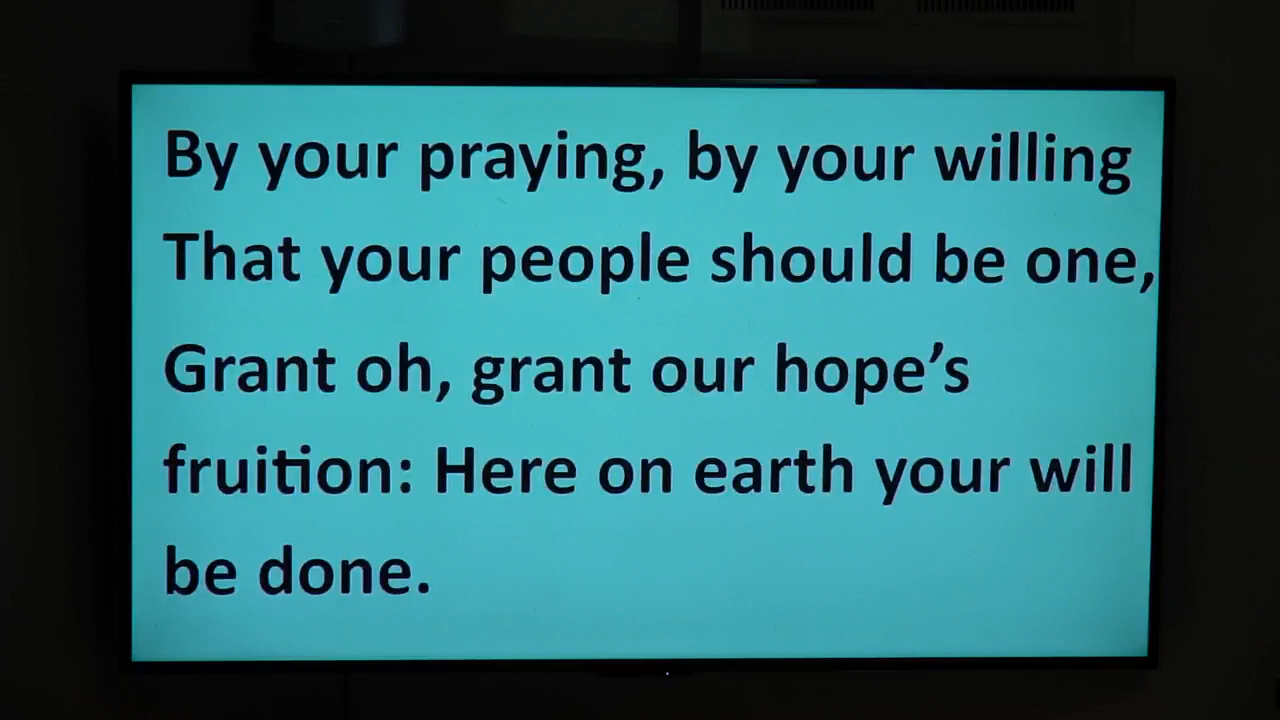 By your praying, by your willing
That your people should be one,
Grant oh, grant our hope’s
fruition: Here on earth your will
be done.